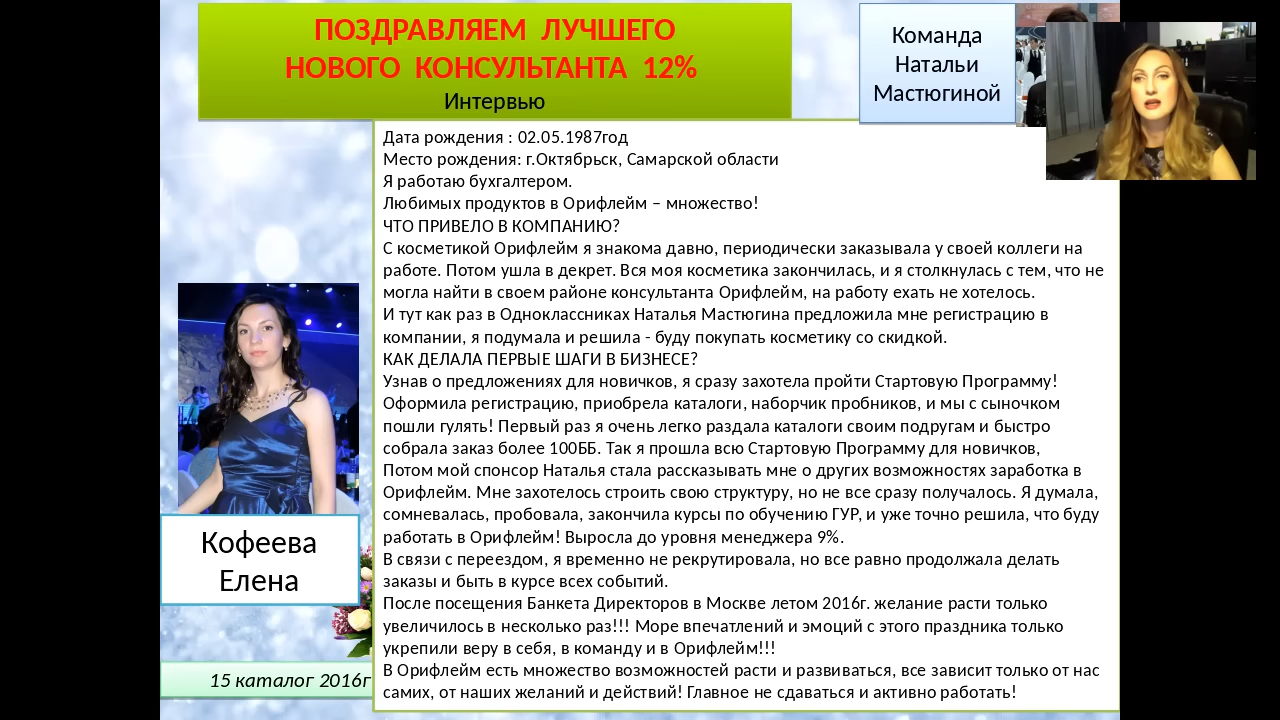 ПОЗДРАВЛЯЕМ ЛУЧШЕГО
НОВОГО КОНСУЛЬТАНТА 12%
Интервью
Команда
Натальи
Мастюгиной
Дата рождения : 02.05.1987год
Место рождения: г.Октябрьск, Самарской области
Я работаю бухгалтером.
Любимых продуктов в Орифлейм – множество!
ЧТО ПРИВЕЛО В КОМПАНИЮ?
С косметикой Орифлейм я знакома давно, периодически заказывала у своей коллеги на
работе. Потом ушла в декрет. Вся моя косметика закончилась, и я столкнулась с тем, что не
могла найти в своем районе консультанта Орифлейм, на работу ехать не хотелось.
И тут как раз в Одноклассниках Наталья Мастюгина предложила мне регистрацию в
компании, я подумала и решила - буду покупать косметику со скидкой.
КАК ДЕЛАЛА ПЕРВЫЕ ШАГИ В БИЗНЕСЕ?
Узнав о предложениях для новичков, я сразу захотела пройти Стартовую Программу!
Оформила регистрацию, приобрела каталоги, наборчик пробников, и мы с сыночком
пошли гулять! Первый раз я очень легко раздала каталоги своим подругам и быстро
собрала заказ более 100ББ. Так я прошла всю Стартовую Программу для новичков,
Потом мой спонсор Наталья стала рассказывать мне о других возможностях заработка в
Орифлейм. Мне захотелось строить свою структуру, но не все сразу получалось. Я думала,
сомневалась, пробовала, закончила курсы по обучению ГУР, и уже точно решила, что буду
работать в Орифлейм! Выросла до уровня менеджера 9%.
В связи с переездом, я временно не рекрутировала, но все равно продолжала делать
заказы и быть в курсе всех событий.
После посещения Банкета Директоров в Москве летом 2016г. желание расти только
увеличилось в несколько раз!!! Море впечатлений и эмоций с этого праздника только
укрепили веру в себя, в команду и в Орифлейм!!!
В Орифлейм есть множество возможностей расти и развиваться, все зависит только от нас
самих, от наших желаний и действий! Главное не сдаваться и активно работать!
Кофеева
Елена
15 каталог 2016г